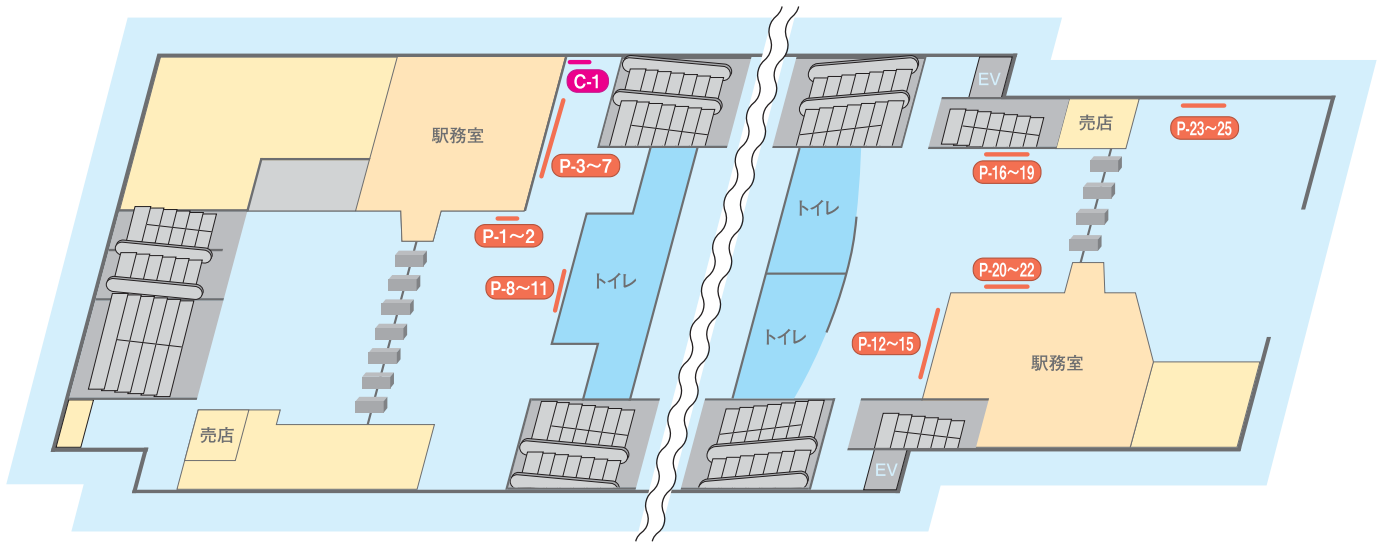 C-1
駅務室
P-3〜7
P-1〜2
P-8〜11
トイレ
売店
EV
売店
P-23〜25
P-16〜19
トイレ
P-20〜22
トイレ
P-12〜15
駅務室
EV